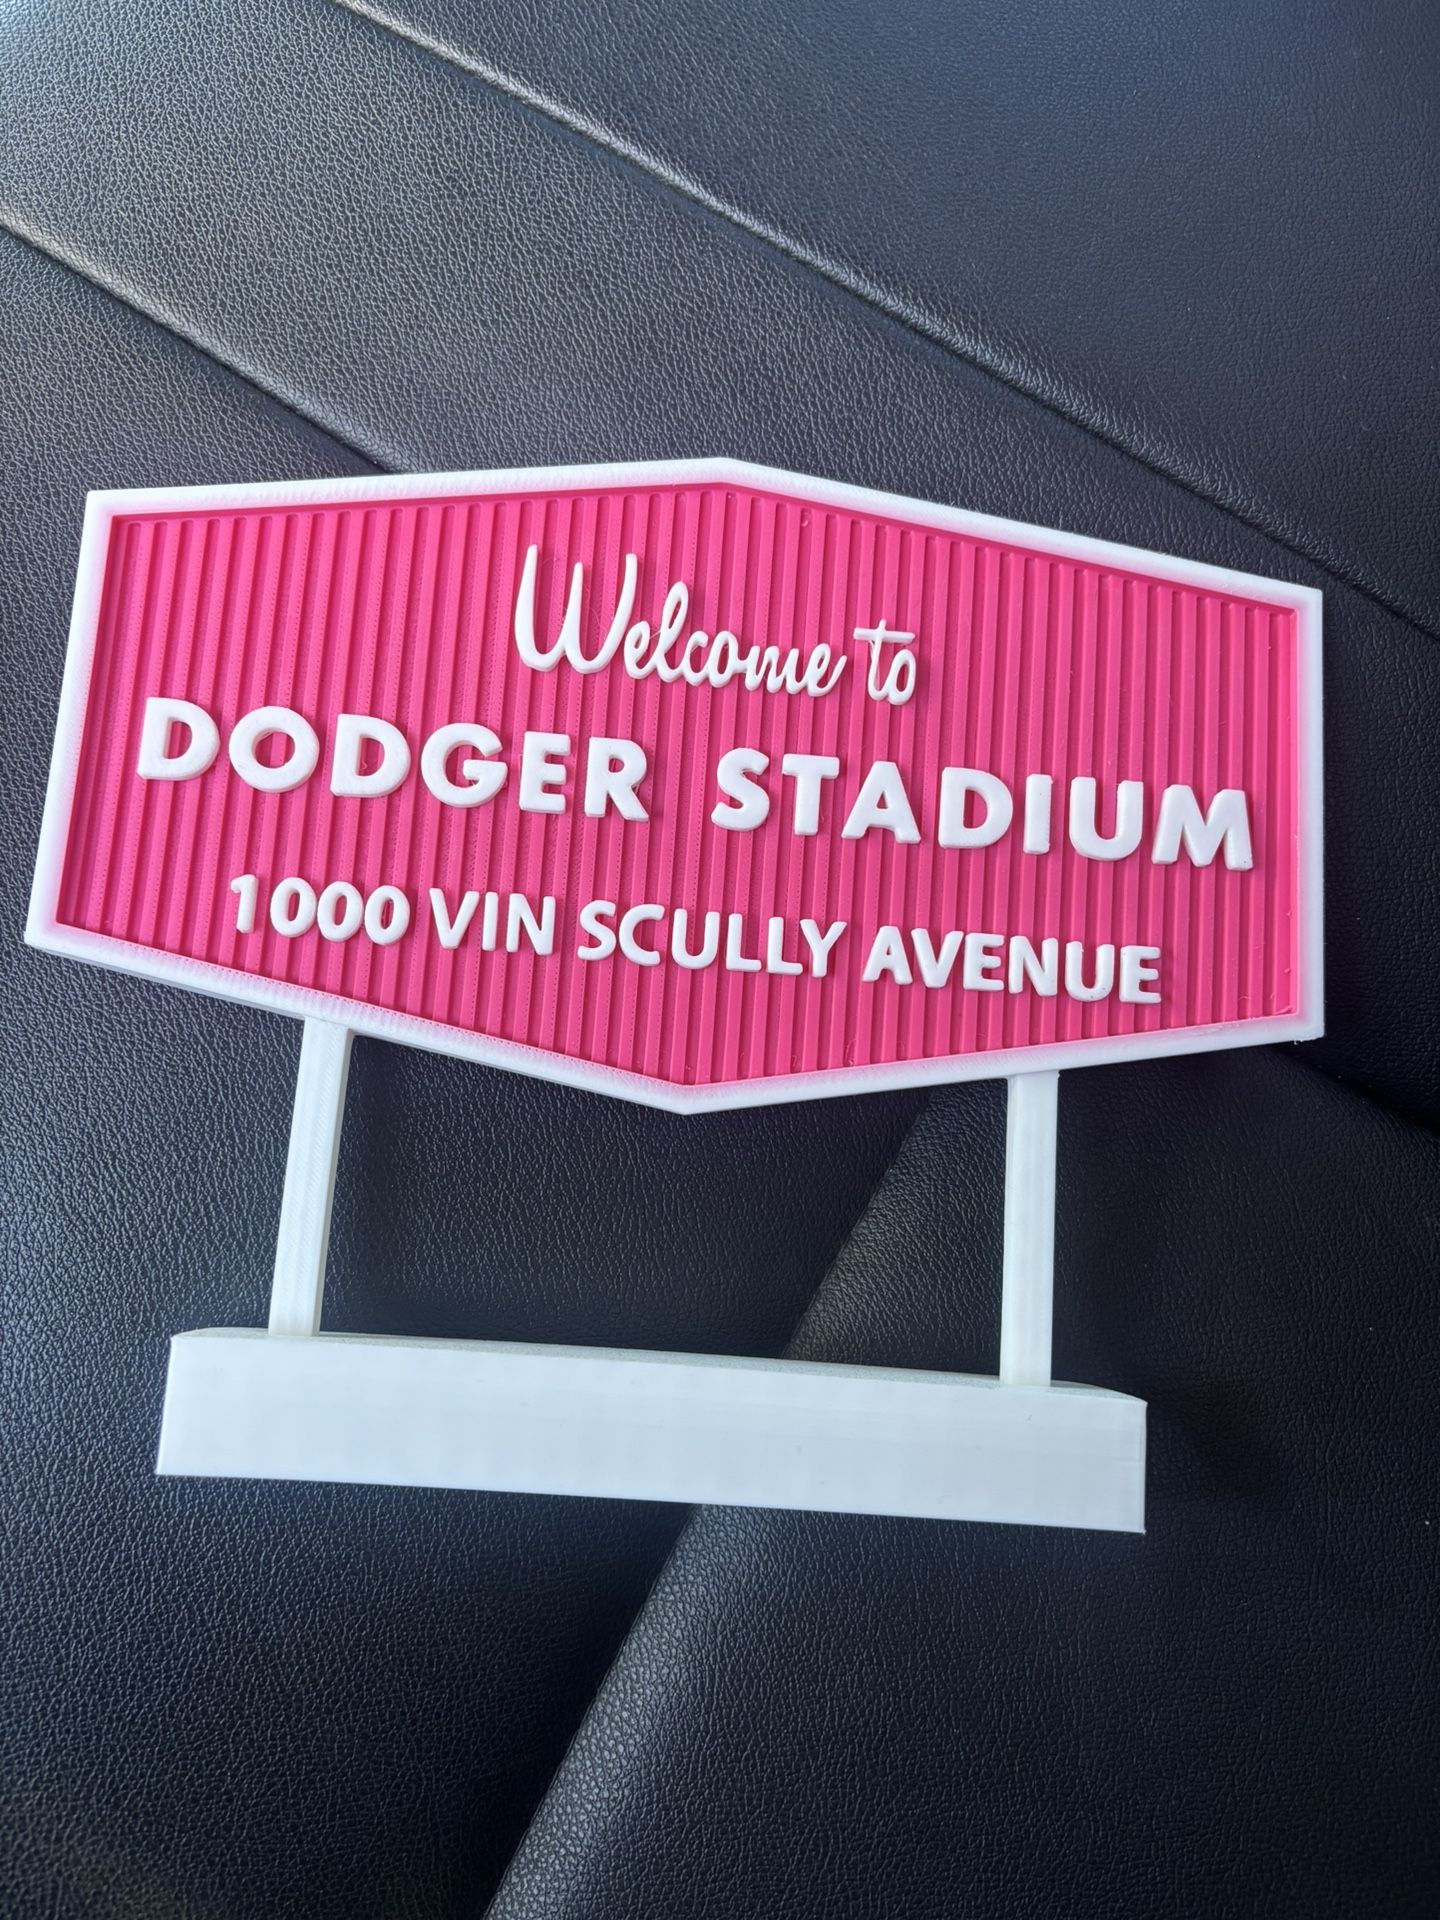 Welcome to
DODGER STADIUM
1000 VIN SCULLY AVENUE